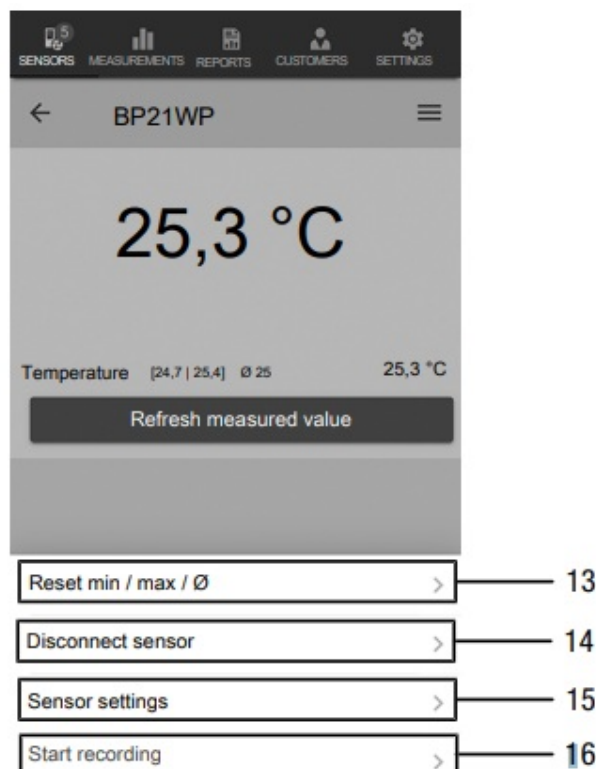 5
SENSORS MEASUREMENTS REPORTS CUSTOMERS SETTINGS
BP21WP
25,3 °C
Temperature [24,7 | 25,4] Ø 25 25,3 °C
Refresh measured value
Reset min / max / Ø 13
Disconnect sensor 14
Sensor settings 15
Start recording 16